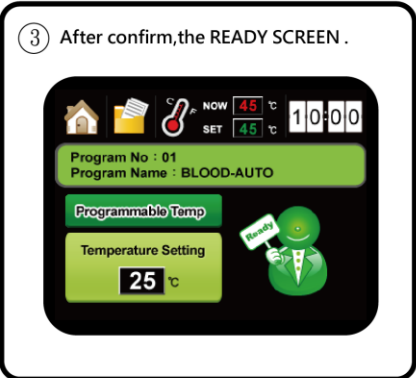 ③ After confirm,the READY SCREEN .
C F NOW 45 ℃
SET 45 ℃
10:00
Program No : 01
Program Name : BLOOD-AUTO
Programmable Temp
Ready
Temperature Setting
25 ℃